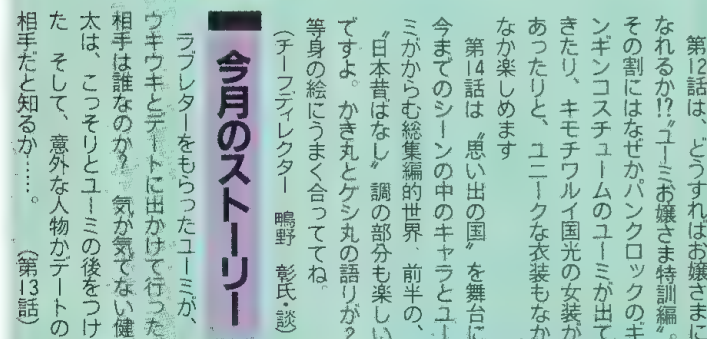 第12話は、どうすればお嬢さまに
なれるか!?〝ユーミお嬢さま特訓編〟。
その割にはなぜかパンクロックのギ
ンギンコスチュームのユーミが出て
きたり、キモチワルイ国光の女装が
あったりと、ユニークな衣装もなか
なか楽しめます
第14話は〝思い出の国〟を舞台に
今までのシーンの中のキャラとユー
ミがからむ総集編的世界 前半の、
〝日本昔はなし〟調の部分も楽しい
ですよ。かき丸とケシ丸の語りが?
等身の絵にうまく合っててね。
(チーフディレクター 鴫野 彰氏・談)
今月のストーリー
ラブレターをもらったユーミが、
ウキウキとデートに出かけて行った
相手は誰なのか? 気が気でない健
太は、こっそりとユーミの後をつけ
た そして、意外な人物がデートの
相手だと知るが……。 (第13話)